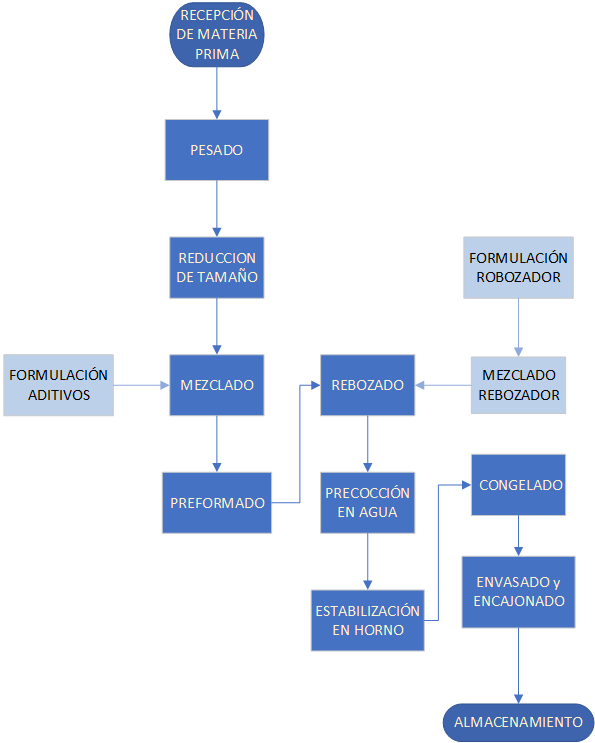 RECEPCIÓN
DE MATERIA
PRIMA
PESADO
REDUCCION
DE TAMAÑO
FORMULACIÓN
ADITIVOS
MEZCLADO
PREFORMADO
FORMULACIÓN
ROBOZADOR
MEZCLADO
REBOZADOR
REBOZADO
PRECOCCIÓN
EN AGUA
ESTABILIZACIÓN
EN HORNO
CONGELADO
ENVASADO y
ENCAJONADO
ALMACENAMIENTO